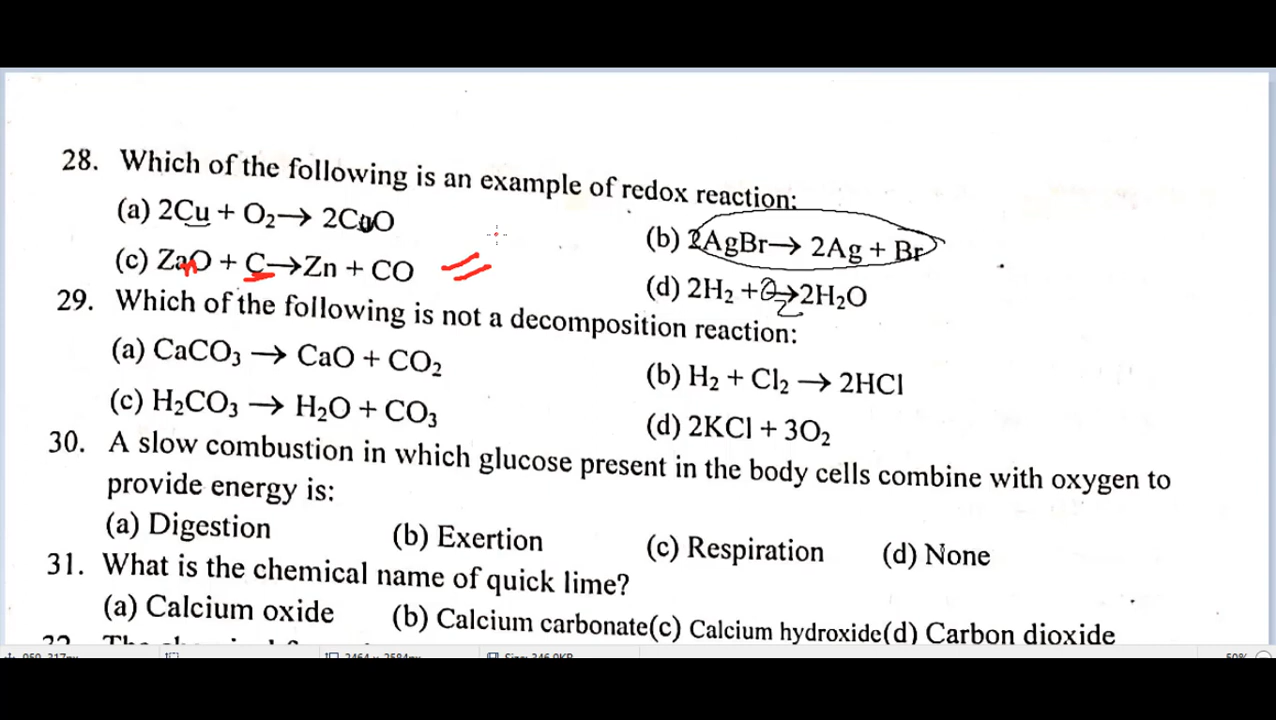 28. Which of the following is an example of redox reaction:
(a) 2Cu + O₂→ 2CuO
(b) 2AgBr→ 2Ag + Br
(c) ZnO + C→Zn + CO
(d) 2H₂ +O₂→2H₂O
29. Which of the following is not a decomposition reaction:
(a) CaCO₃ → CaO + CO₂
(b) H₂ + Cl₂ → 2HCl
(c) H₂CO₃ → H₂O + CO₃
(d) 2KCl + 3O₂
30. A slow combustion in which glucose present in the body cells combine with oxygen to
provide energy is:
(a) Digestion (b) Exertion (c) Respiration (d) None
31. What is the chemical name of quick lime?
(a) Calcium oxide (b) Calcium carbonate(c) Calcium hydroxide(d) Carbon dioxide